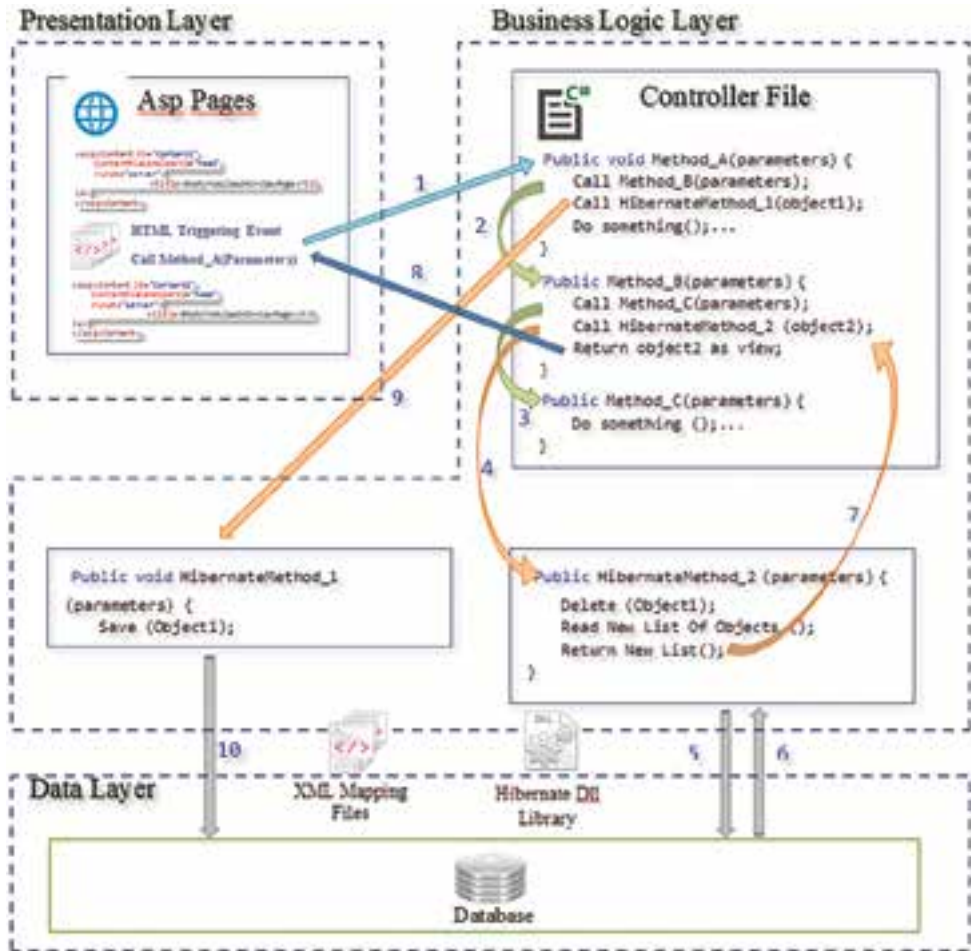 Presentation Layer
Business Logic Layer
Asp Pages
HTML Triggering Event
Call Method_A(Parameters)
C#
Controller File
Public void Method_A(parameters) {
Call Method_B(parameters);
Call HibernateMethod_1(object1);
Do something();...
}
Public Method_B(parameters) {
Call Method_C(parameters);
Call HibernateMethod_2 (object2);
Return object2 as view;
}
Public Method_C(parameters) {
Do something ();...
}
1
2
8
9
3
4
7
Public void HibernateMethod_1
(parameters) {
Save (Object1);
Public HibernateMethod_2 (parameters) {
Delete (Object1);
Read New List Of Objects ();
Return New List();
}
10
</>
5
6
Data Layer
XML Mapping
Files
Hibernate Dll
Library
Database